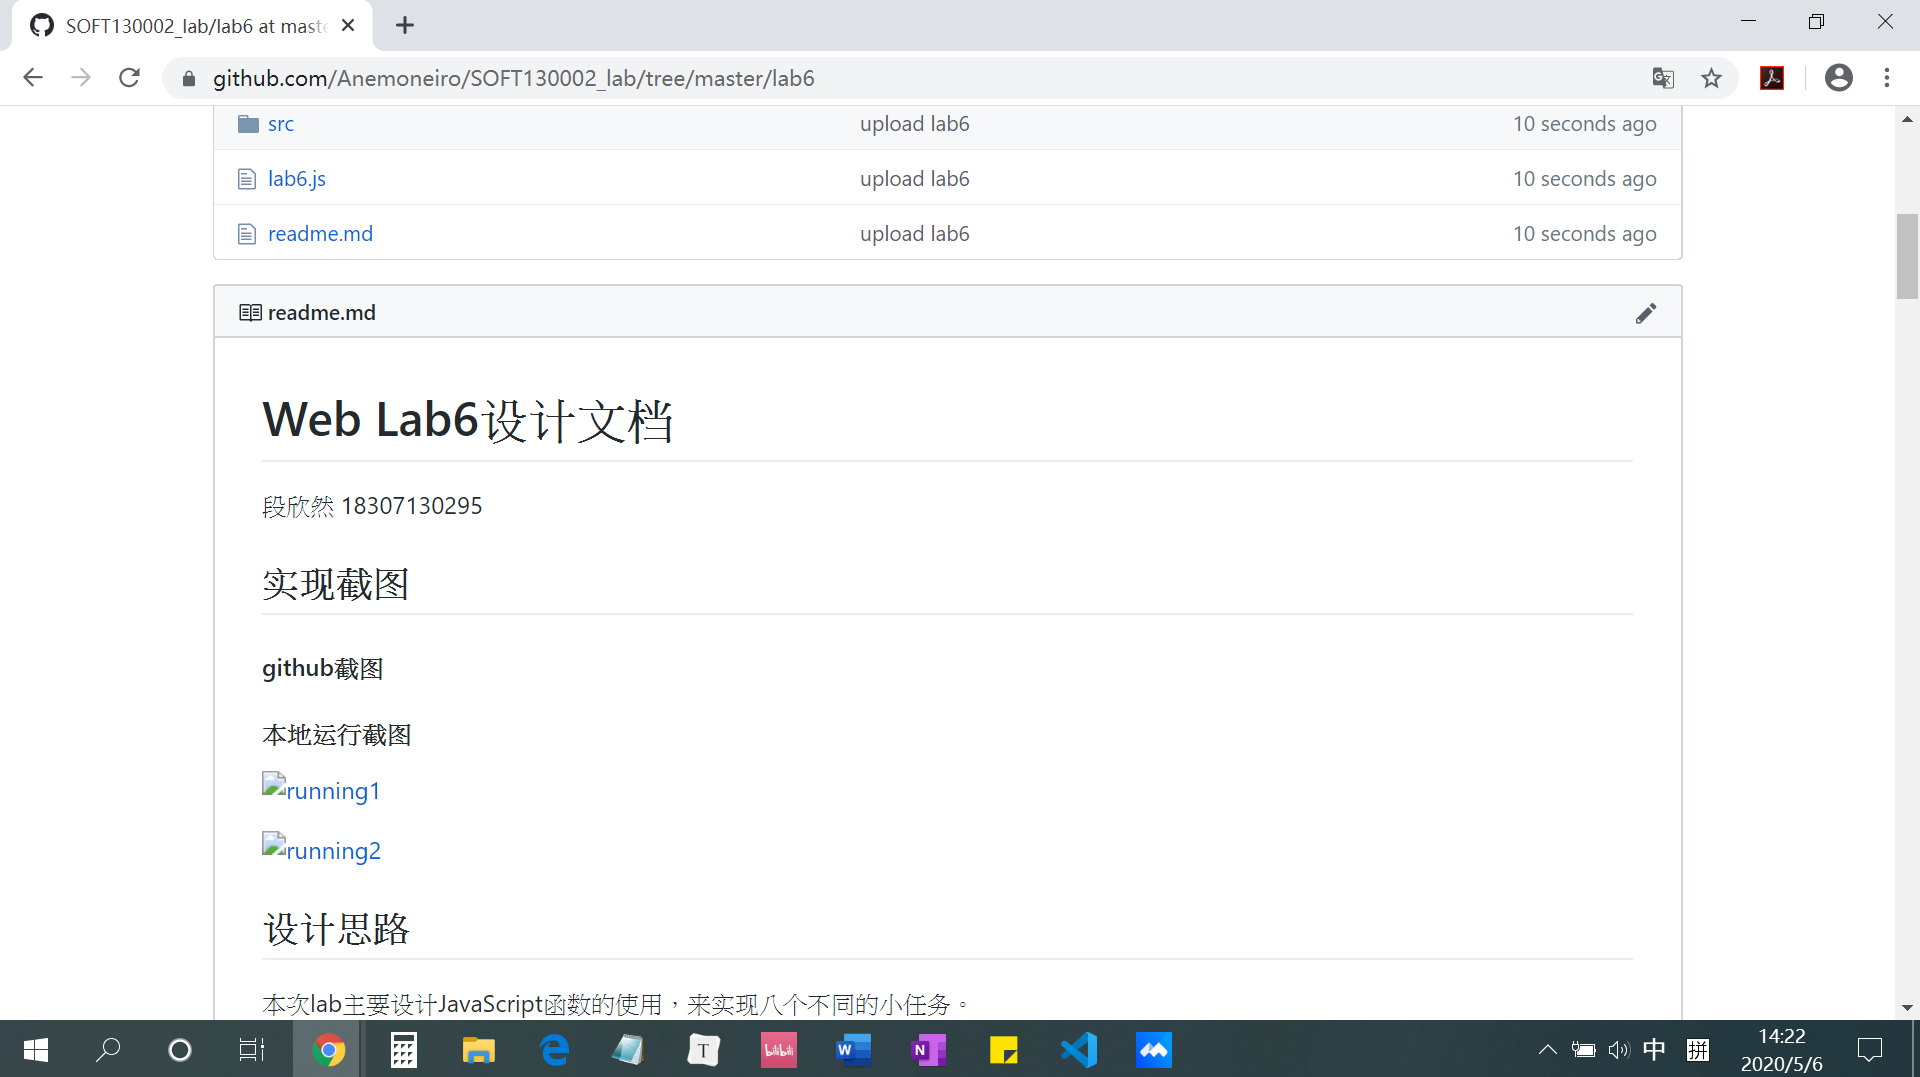 SOFT130002_lab/lab6 at mast
github.com/Anemoneiro/SOFT130002_lab/tree/master/lab6
src upload lab6 10 seconds ago
lab6.js upload lab6 10 seconds ago
readme.md upload lab6 10 seconds ago
readme.md
Web Lab6设计文档
段欣然 18307130295
实现截图
github截图
本地运行截图
running1
running2
设计思路
本次lab主要设计JavaScript函数的使用，来实现八个不同的小任务。
T
bilibili
W
N
中
拼
14:22
2020/5/6